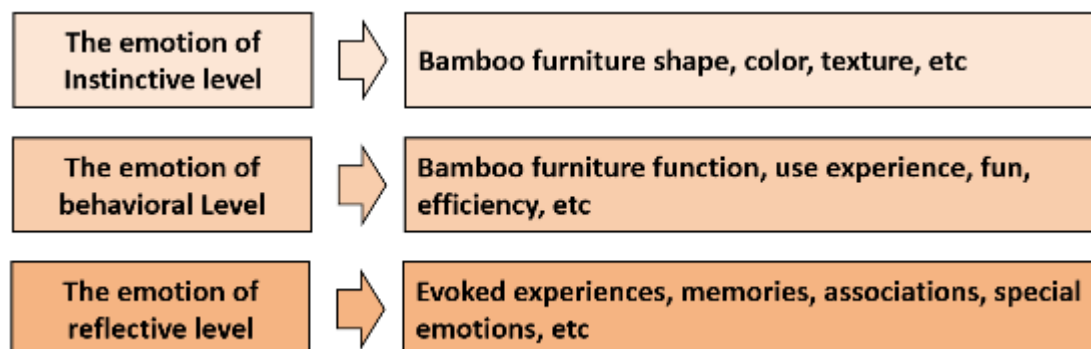 The emotion of
Instinctive level
Bamboo furniture shape, color, texture, etc
The emotion of
behavioral Level
Bamboo furniture function, use experience, fun,
efficiency, etc
The emotion of
reflective level
Evoked experiences, memories, associations, special
emotions, etc